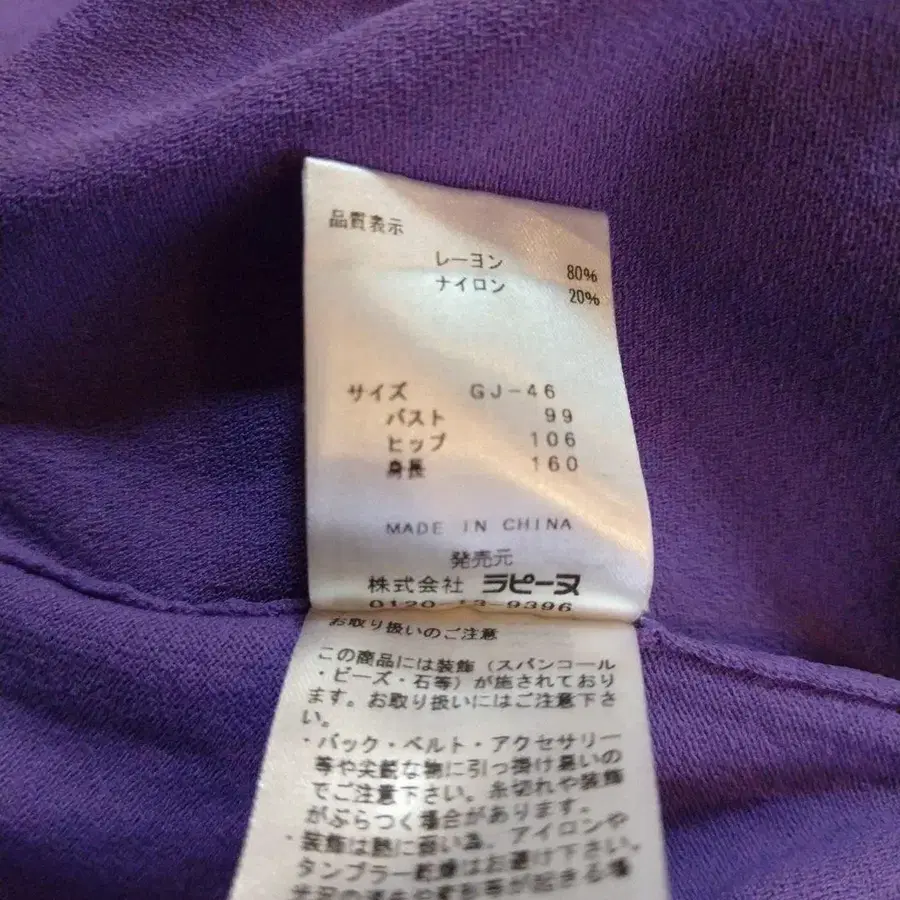 品質表示
レーヨン 80%
ナイロン 20%
サイズ GJ-46
バスト 99
ヒップ 106
身長 160
MADE IN CHINA
発売元
株式会社 ラピーヌ
0120-13-9396
お取り扱いのご注意
この商品には装飾(スパンコール
・ビーズ・石等)が施されており
ます。お取り扱いにはご注意下さ
い。
・バック・ベルト・アクセサリー
等や尖鋭な物に引っ掛け易いの
でご注意下さい。糸切れや装飾
がぶらつく場合があります。
・装飾は熱に弱い為、アイロンや
タンブラー乾燥はお避け下さい。